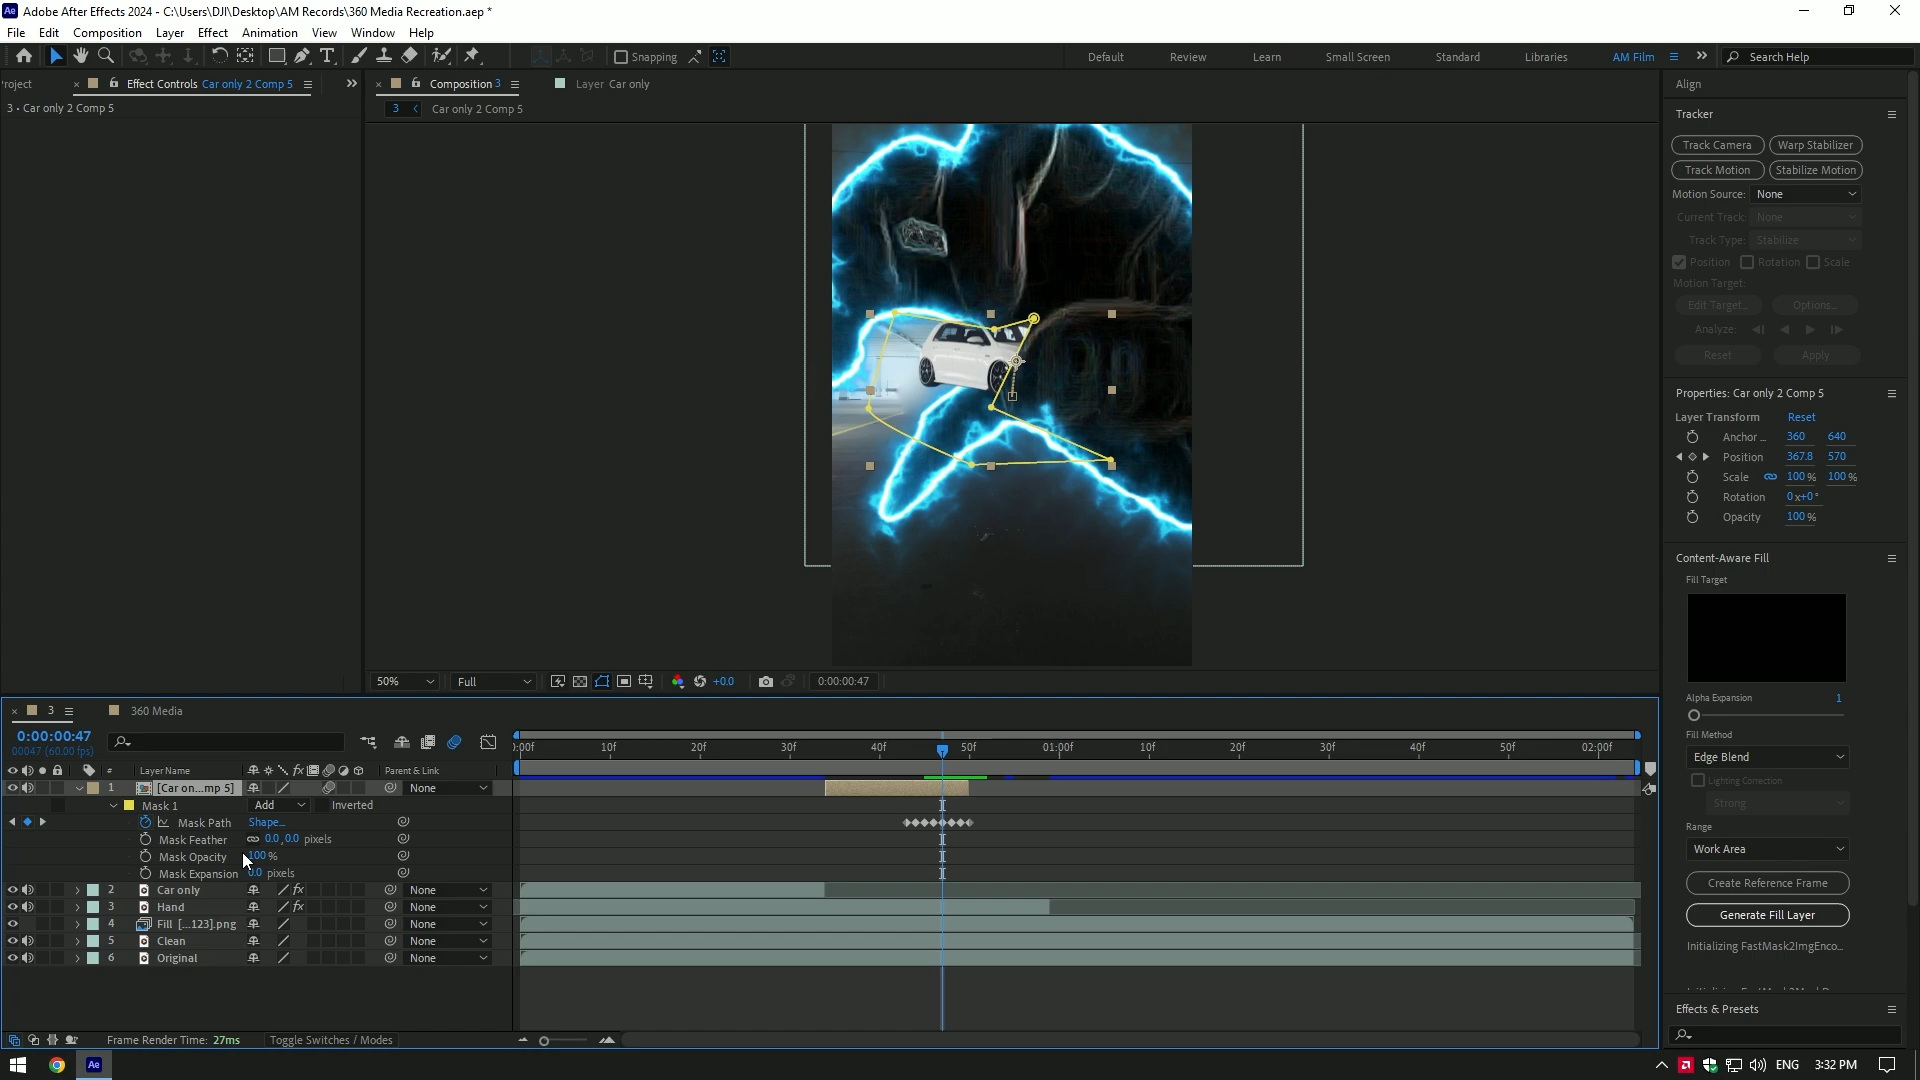 Adobe After Effects 2024 - C:\Users\DJI\Desktop\AM Records\360 Media Recreation.aep *
File Edit Composition Layer Effect Animation View Window Help
Snapping
Default Review Learn Small Screen Standard Libraries AM Film Search Help
roject Effect Controls Car only 2 Comp 5
3 • Car only 2 Comp 5
Composition 3 Layer Car only
3 Car only 2 Comp 5
50% Full +0.0 0:00:00:47
Align
Tracker
Track Camera Warp Stabilizer
Track Motion Stabilize Motion
Motion Source: None
Current Track: None
Track Type: Stabilize
Position Rotation Scale
Motion Target:
Edit Target... Options...
Analyze:
Reset Apply
Properties: Car only 2 Comp 5
Layer Transform Reset
Anchor ... 360 640
Position 367.8 570
Scale 100 % 100 %
Rotation 0 x+0 °
Opacity 100 %
Content-Aware Fill
Fill Target
Alpha Expansion 1
Fill Method
Edge Blend
Lighting Correction
Strong
Range
Work Area
Create Reference Frame
Generate Fill Layer
Initializing FastMask2ImgEnco...
Effects & Presets
3 360 Media
0:00:00:47
00047 (60.00 fps)
:00f 10f 20f 30f 40f 50f 01:00f 10f 20f 30f 40f 50f 02:00f
# Layer Name Parent & Link
1 [Car on...mp 5] None
Mask 1 Add Inverted
Mask Path Shape...
Mask Feather 0.0, 0.0 pixels
Mask Opacity 100 %
Mask Expansion 0.0 pixels
2 Car only fx None
3 Hand fx None
4 Fill [...123].png None
5 Clean None
6 Original None
Frame Render Time: 27ms Toggle Switches / Modes
Ae ENG 3:32 PM